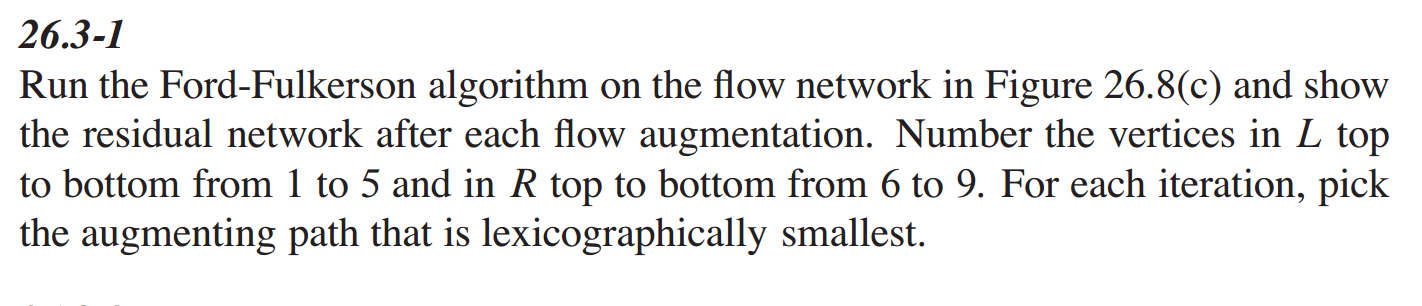 26.3-1
Run the Ford-Fulkerson algorithm on the flow network in Figure 26.8(c) and show
the residual network after each flow augmentation. Number the vertices in L top
to bottom from 1 to 5 and in R top to bottom from 6 to 9. For each iteration, pick
the augmenting path that is lexicographically smallest.